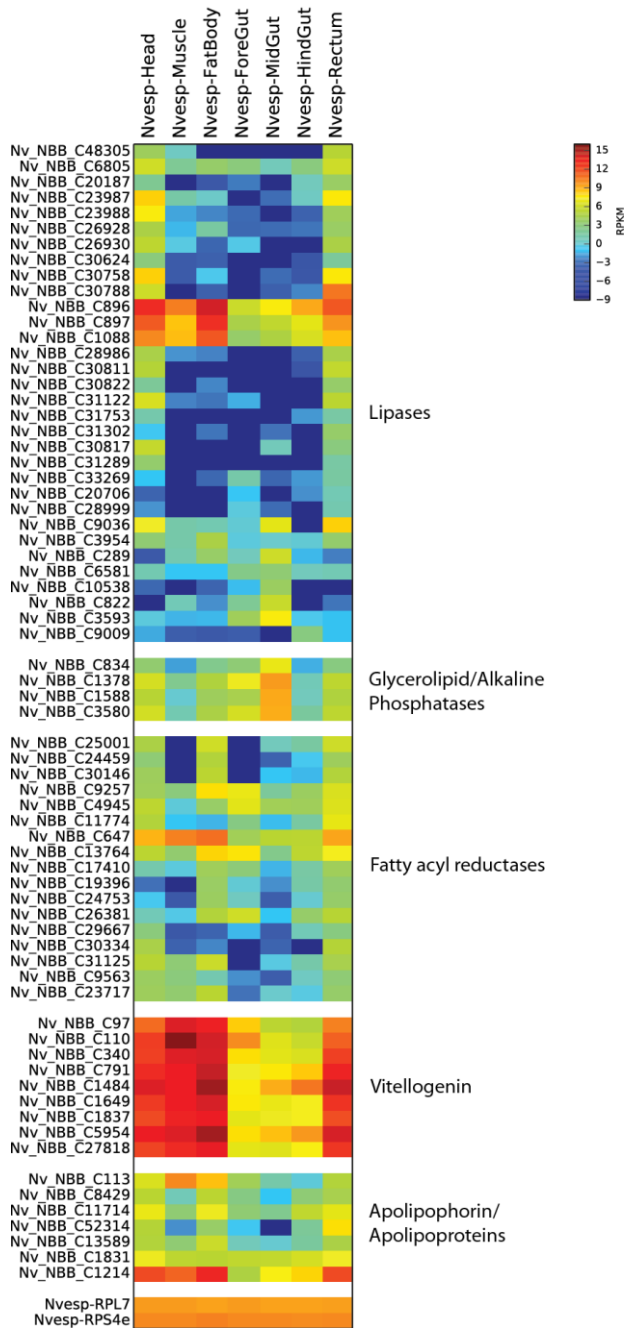 Nvesp-Head
Nvesp-Muscle
Nvesp-FatBody
Nvesp-ForeGut
Nvesp-MidGut
Nvesp-HindGut
Nvesp-Rectum
Nv_NBB_C48305
Nv_NBB_C6805
Nv_NBB_C20187
Nv_NBB_C23987
Nv_NBB_C23988
Nv_NBB_C26928
Nv_NBB_C26930
Nv_NBB_C30624
Nv_NBB_C30758
Nv_NBB_C30788
Nv_NBB_C896
Nv_NBB_C897
Nv_NBB_C1088
Nv_NBB_C28986
Nv_NBB_C30811
Nv_NBB_C30822
Nv_NBB_C31122
Nv_NBB_C31753
Nv_NBB_C31302
Nv_NBB_C30817
Nv_NBB_C31289
Nv_NBB_C33269
Nv_NBB_C20706
Nv_NBB_C28999
Nv_NBB_C9036
Nv_NBB_C3954
Nv_NBB_C289
Nv_NBB_C6581
Nv_NBB_C10538
Nv_NBB_C822
Nv_NBB_C3593
Nv_NBB_C9009
Lipases
Nv_NBB_C834
Nv_NBB_C1378
Nv_NBB_C1588
Nv_NBB_C3580
Glycerolipid/Alkaline
Phosphatases
Nv_NBB_C25001
Nv_NBB_C24459
Nv_NBB_C30146
Nv_NBB_C9257
Nv_NBB_C4945
Nv_NBB_C11774
Nv_NBB_C647
Nv_NBB_C13764
Nv_NBB_C17410
Nv_NBB_C19396
Nv_NBB_C24753
Nv_NBB_C26381
Nv_NBB_C29667
Nv_NBB_C30334
Nv_NBB_C31125
Nv_NBB_C9563
Nv_NBB_C23717
Fatty acyl reductases
Nv_NBB_C97
Nv_NBB_C110
Nv_NBB_C340
Nv_NBB_C791
Nv_NBB_C1484
Nv_NBB_C1649
Nv_NBB_C1837
Nv_NBB_C5954
Nv_NBB_C27818
Vitellogenin
Nv_NBB_C113
Nv_NBB_C8429
Nv_NBB_C11714
Nv_NBB_C52314
Nv_NBB_C13589
Nv_NBB_C1831
Nv_NBB_C1214
Apolipophorin/
Apolipoproteins
Nvesp-RPL7
Nvesp-RPS4e
15
12
9
6
3
0
−3
−6
−9
RPKM